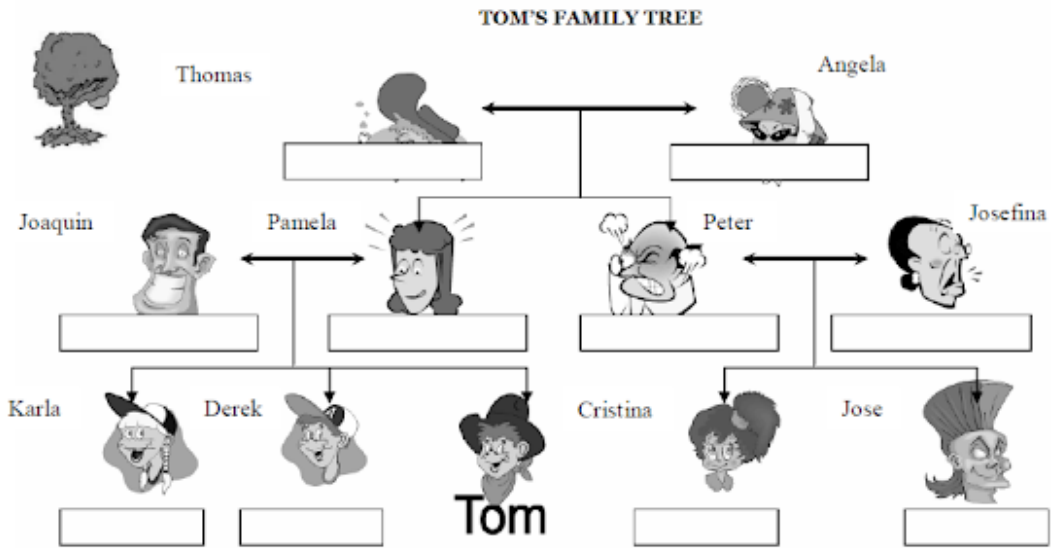 TOM'S FAMILY TREE
Thomas
Angela
Joaquin
Pamela
Peter
Josefina
Karla
Derek
Cristina
Jose
Tom